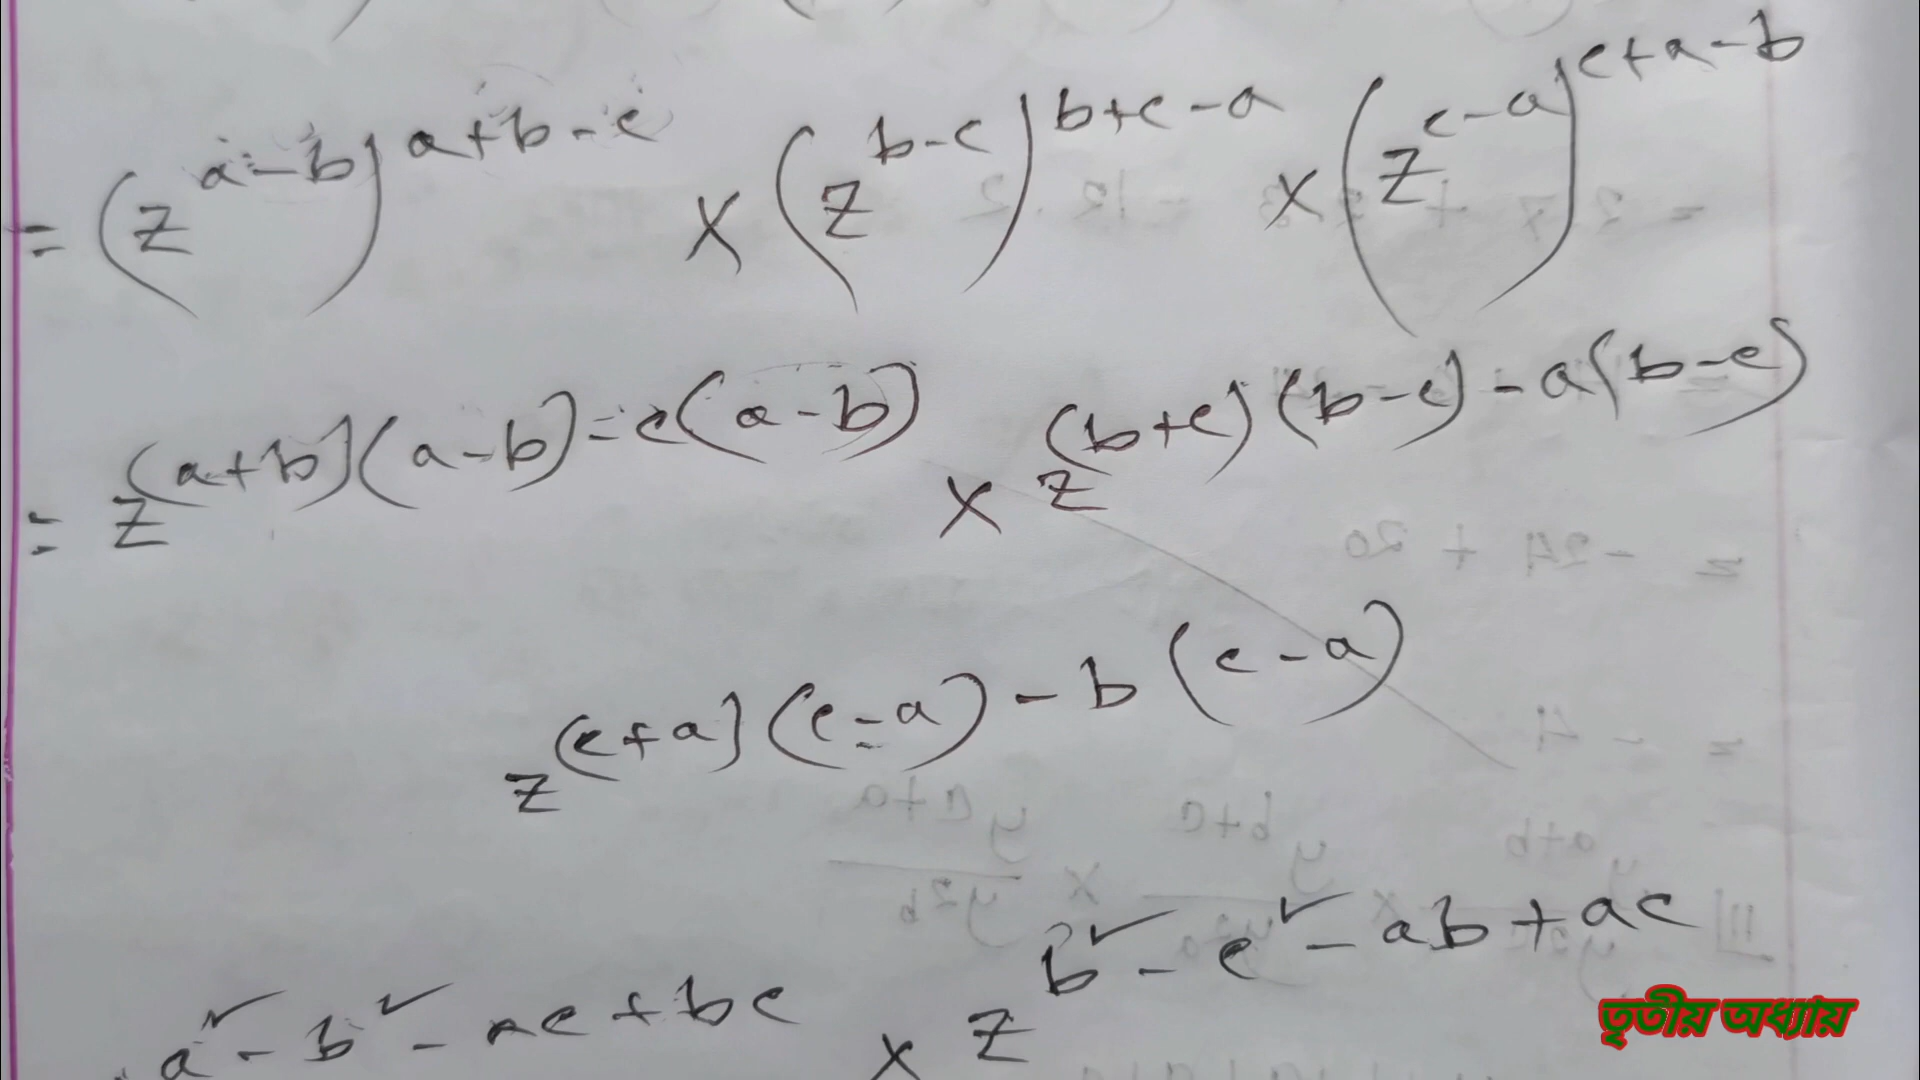 = (z^{a-b})^{a+b-c} × (z^{b-c})^{b+c-a} × (z^{c-a})^{c+a-b}
= z^{(a+b)(a-b)-c(a-b)} × z^{(b+c)(b-c)-a(b-c)}
z^{(c+a)(c-a)-b(c-a)}
a²-b²-ac+bc × z^{b²-c²-ab+ac}
তৃতীয় অধ্যায়